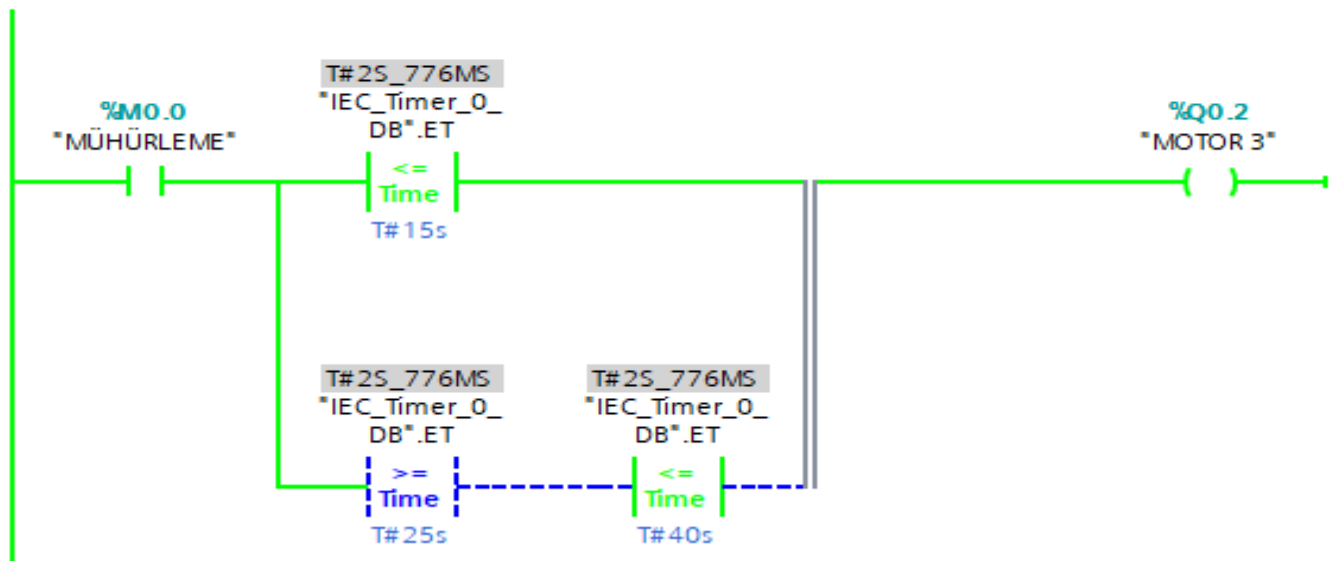 %M0.0
"MÜHÜRLEME"
T#2S_776MS
"IEC_Timer_0_
DB".ET
<=
Time
T#15s
%Q0.2
"MOTOR 3"
( )
T#2S_776MS
"IEC_Timer_0_
DB".ET
>=
Time
T#25s
T#2S_776MS
"IEC_Timer_0_
DB".ET
<=
Time
T#40s